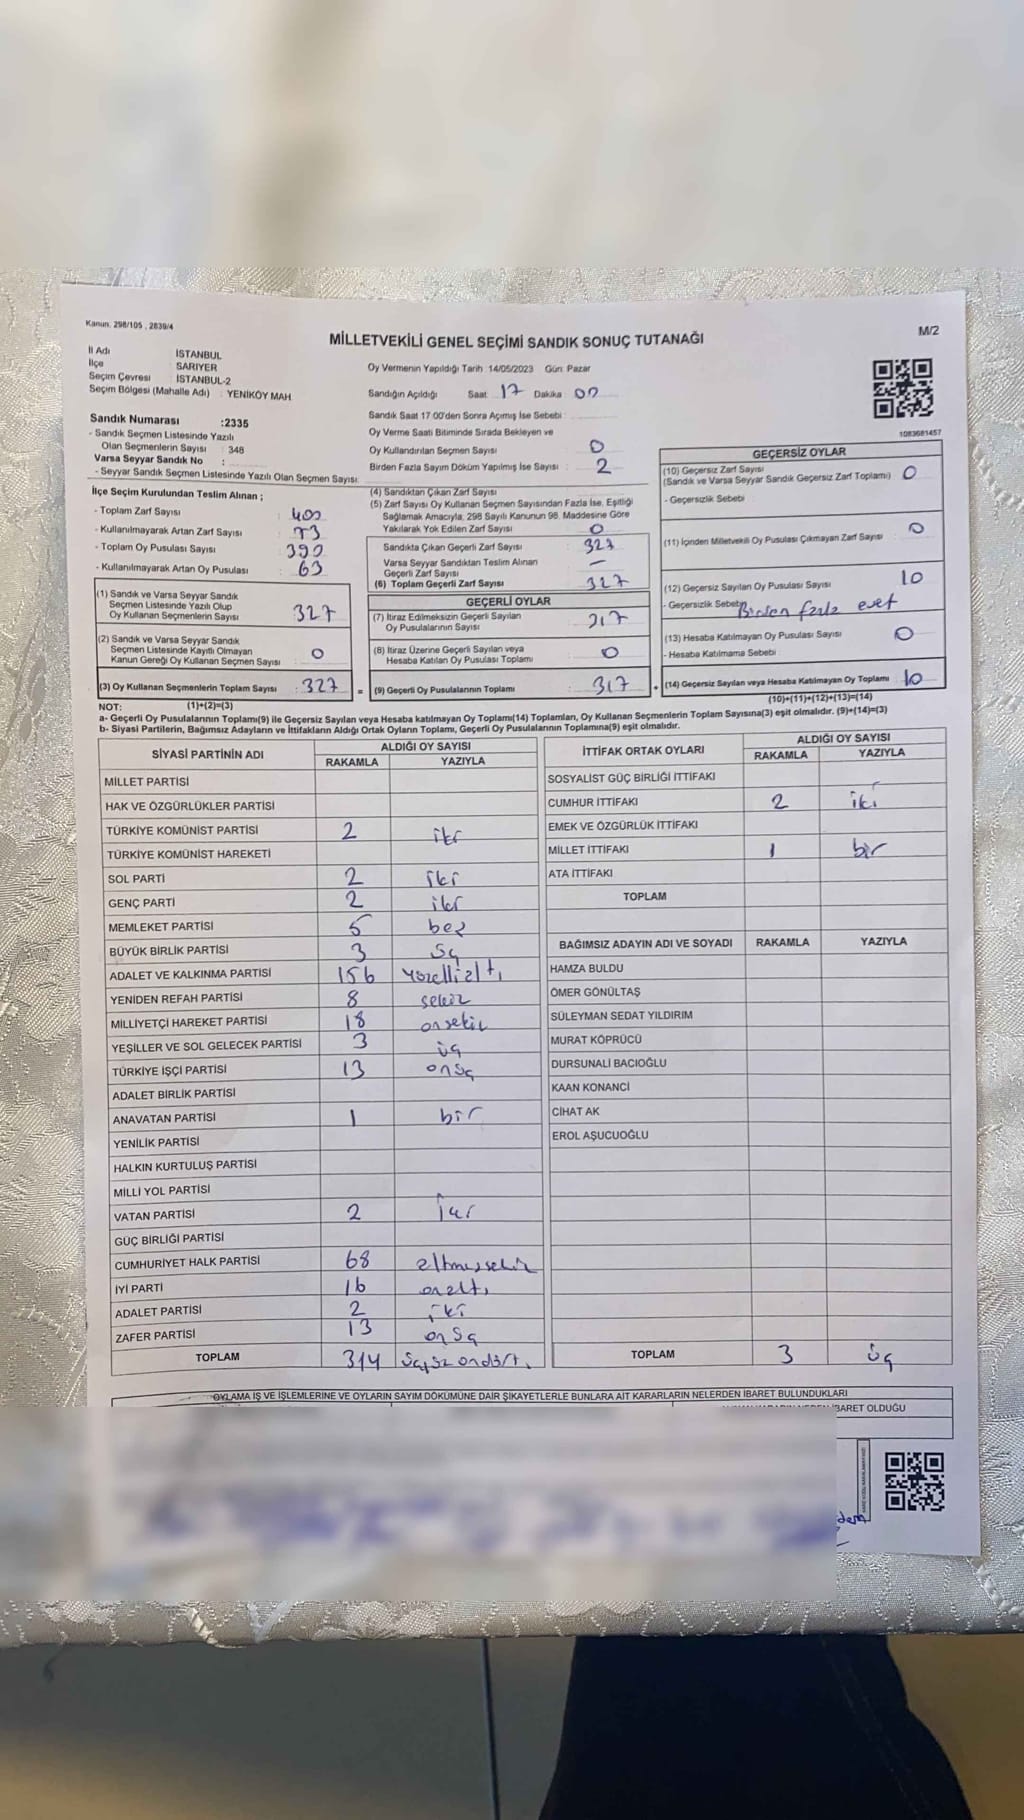 Kanun. 298/105 , 2839/4
M/2
MİLLETVEKİLİ GENEL SEÇİMİ SANDIK SONUÇ TUTANAĞI
İl Adı İSTANBUL
İlçe SARIYER
Seçim Çevresi İSTANBUL-2
Seçim Bölgesi (Mahalle Adı) : YENİKÖY MAH
Oy Vermenin Yapıldığı Tarih: 14/05/2023 Gün: Pazar
Sandığın Açıldığı Saat: 17 Dakika: 00
Sandık Saat 17:00'den Sonra Açımış İse Sebebi :
Oy Verme Saati Bitiminde Sırada Bekleyen ve
Oy Kullandırılan Seçmen Sayısı : 0
Birden Fazla Sayım Döküm Yapılmış İse Sayısı : 2
1083681457
Sandık Numarası :2335
- Sandık Seçmen Listesinde Yazılı
Olan Seçmenlerin Sayısı : 348
Varsa Seyyar Sandık No :
- Seyyar Sandık Seçmen Listesinde Yazılı Olan Seçmen Sayısı:
İlçe Seçim Kurulundan Teslim Alınan ;
- Toplam Zarf Sayısı : 400
- Kullanılmayarak Artan Zarf Sayısı : 73
- Toplam Oy Pusulası Sayısı : 390
- Kullanılmayarak Artan Oy Pusulası : 63
(1) Sandık ve Varsa Seyyar Sandık
Seçmen Listesinde Yazılı Olup
Oy Kullanan Seçmenlerin Sayısı : 327
(2) Sandık ve Varsa Seyyar Sandık
Seçmen Listesinde Kayıtlı Olmayan
Kanun Gereği Oy Kullanan Seçmen Sayısı : 0
(3) Oy Kullanan Seçmenlerin Toplam Sayısı : 327
(4) Sandıktan Çıkan Zarf Sayısı
(5) Zarf Sayısı Oy Kullanan Seçmen Sayısından Fazla İse, Eşitliği
Sağlamak Amacıyla, 298 Sayılı Kanunun 98. Maddesine Göre
Yakılarak Yok Edilen Zarf Sayısı : 0
Sandıkta Çıkan Geçerli Zarf Sayısı : 327
Varsa Seyyar Sandıktan Teslim Alınan
Geçerli Zarf Sayısı : —
(6) Toplam Geçerli Zarf Sayısı : 327
GEÇERLİ OYLAR
(7) İtiraz Edilmeksizin Geçerli Sayılan
Oy Pusulalarının Sayısı : 317
(8) İtiraz Üzerine Geçerli Sayılan veya
Hesaba Katılan Oy Pusulası Toplamı : 0
= (9) Geçerli Oy Pusulalarının Toplamı : 317
GEÇERSİZ OYLAR
(10) Geçersiz Zarf Sayısı
(Sandık ve Varsa Seyyar Sandık Geçersiz Zarf Toplamı) 0
- Geçersizlik Sebebi
(11) İçinden Milletvekili Oy Pusulası Çıkmayan Zarf Sayısı : 0
(12) Geçersiz Sayılan Oy Pusulası Sayısı : 10
- Geçersizlik Sebebi: Birden fazla evet
(13) Hesaba Katılmayan Oy Pusulası Sayısı : 0
- Hesaba Katılmama Sebebi :
+ (14) Geçersiz Sayılan veya Hesaba Katılmayan Oy Toplamı : 10
NOT: (1)+(2)=(3)
(10)+(11)+(12)+(13)=(14)
a- Geçerli Oy Pusulalarının Toplamı(9) ile Geçersiz Sayılan veya Hesaba katılmayan Oy Toplamı(14) Toplamları, Oy Kullanan Seçmenlerin Toplam Sayısına(3) eşit olmalıdır. (9)+(14)=(3)
b- Siyasi Partilerin, Bağımsız Adayların ve İttifakların Aldığı Ortak Oyların Toplamı, Geçerli Oy Pusulalarının Toplamına(9) eşit olmalıdır.
SİYASİ PARTİNİN ADI ALDIĞI OY SAYISI
RAKAMLA YAZIYLA
MİLLET PARTİSİ
HAK VE ÖZGÜRLÜKLER PARTİSİ
TÜRKİYE KOMÜNİST PARTİSİ 2 iki
TÜRKİYE KOMÜNİST HAREKETİ
SOL PARTİ 2 iki
GENÇ PARTİ 2 iki
MEMLEKET PARTİSİ 5 beş
BÜYÜK BİRLİK PARTİSİ 3 üç
ADALET VE KALKINMA PARTİSİ 156 yüzellialtı
YENİDEN REFAH PARTİSİ 8 sekiz
MİLLİYETÇİ HAREKET PARTİSİ 18 onsekiz
YEŞİLLER VE SOL GELECEK PARTİSİ 3 üç
TÜRKİYE İŞÇİ PARTİSİ 13 onüç
ADALET BİRLİK PARTİSİ
ANAVATAN PARTİSİ 1 bir
YENİLİK PARTİSİ
HALKIN KURTULUŞ PARTİSİ
MİLLİ YOL PARTİSİ
VATAN PARTİSİ 2 iki
GÜÇ BİRLİĞİ PARTİSİ
CUMHURİYET HALK PARTİSİ 68 altmışsekiz
İYİ PARTİ 16 onaltı
ADALET PARTİSİ 2 iki
ZAFER PARTİSİ 13 onüç
TOPLAM 314 üçyüzondört
İTTİFAK ORTAK OYLARI ALDIĞI OY SAYISI
RAKAMLA YAZIYLA
SOSYALİST GÜÇ BİRLİĞİ İTTİFAKI
CUMHUR İTTİFAKI 2 iki
EMEK VE ÖZGÜRLÜK İTTİFAKI
MİLLET İTTİFAKI 1 bir
ATA İTTİFAKI
TOPLAM
BAĞIMSIZ ADAYIN ADI VE SOYADI RAKAMLA YAZIYLA
HAMZA BULDU
ÖMER GÖNÜLTAŞ
SÜLEYMAN SEDAT YILDIRIM
MURAT KÖPRÜCÜ
DURSUNALİ BACIOĞLU
KAAN KONANCİ
CİHAT AK
EROL AŞUCUOĞLU
TOPLAM 3 üç
OYLAMA İŞ VE İŞLEMLERİNE VE OYLARIN SAYIM DÖKÜMÜNE DAİR ŞİKAYETLERLE BUNLARA AİT KARARLARIN NELERDEN İBARET BULUNDUKLARI
İBARET OLDUĞU